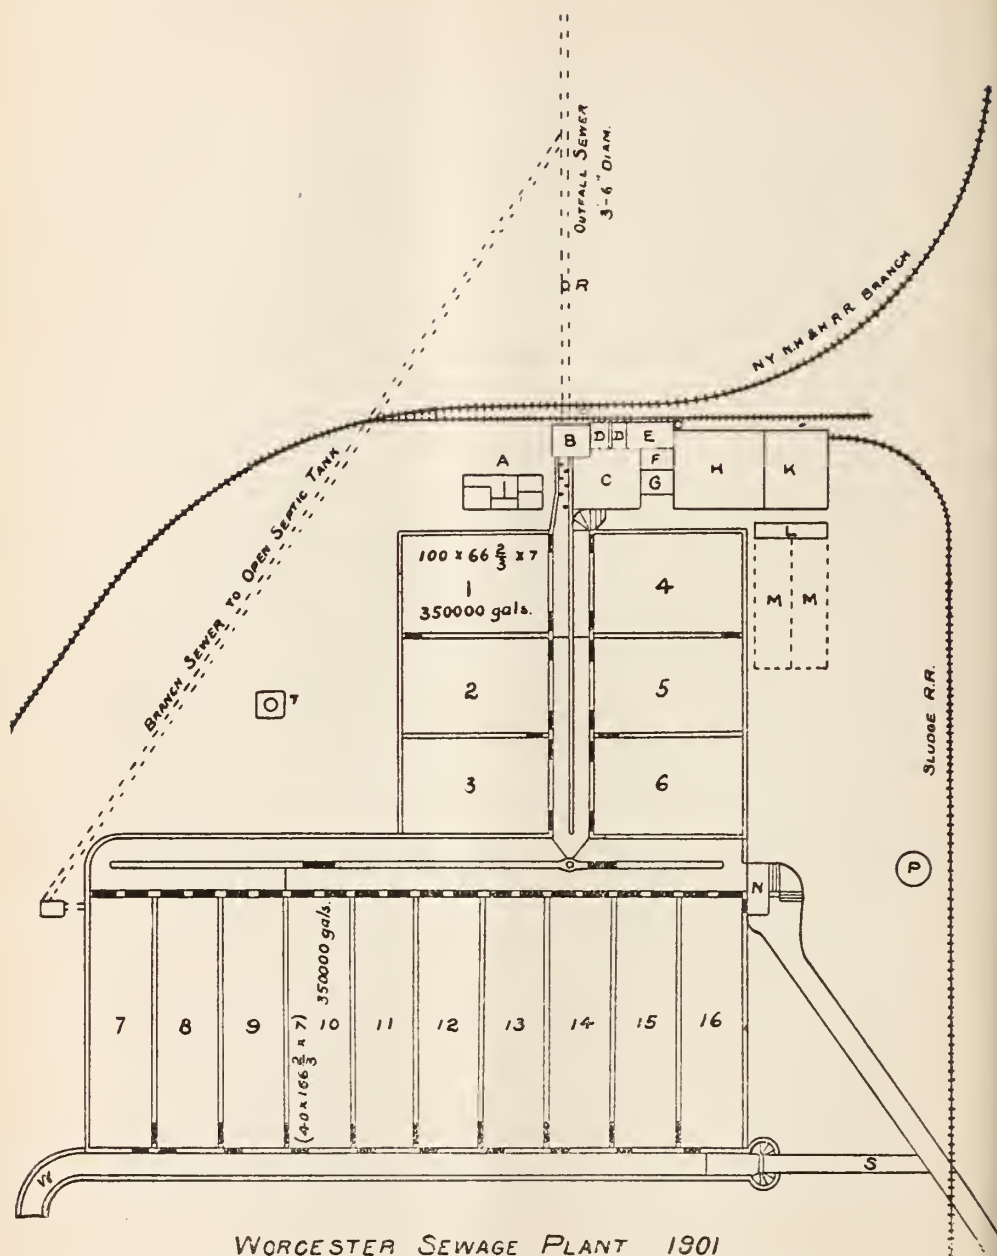 OUTFALL SEWER
3'-6" DIAM.
R
NY N.H & H R.R BRANCH
BRANCH SEWER TO OPEN SEPTIC TANK
A
B
D
D
E
F
G
C
H
K
L
M
M
100 x 66 2/3 x 7
1
350000 gals.
4
2
5
3
6
T
SLUDGE R.R.
P
N
7
8
9
(40 x 166 2/3 x 7)
10
350000 gals.
11
12
13
14
15
16
W
S
WORCESTER SEWAGE PLANT 1901